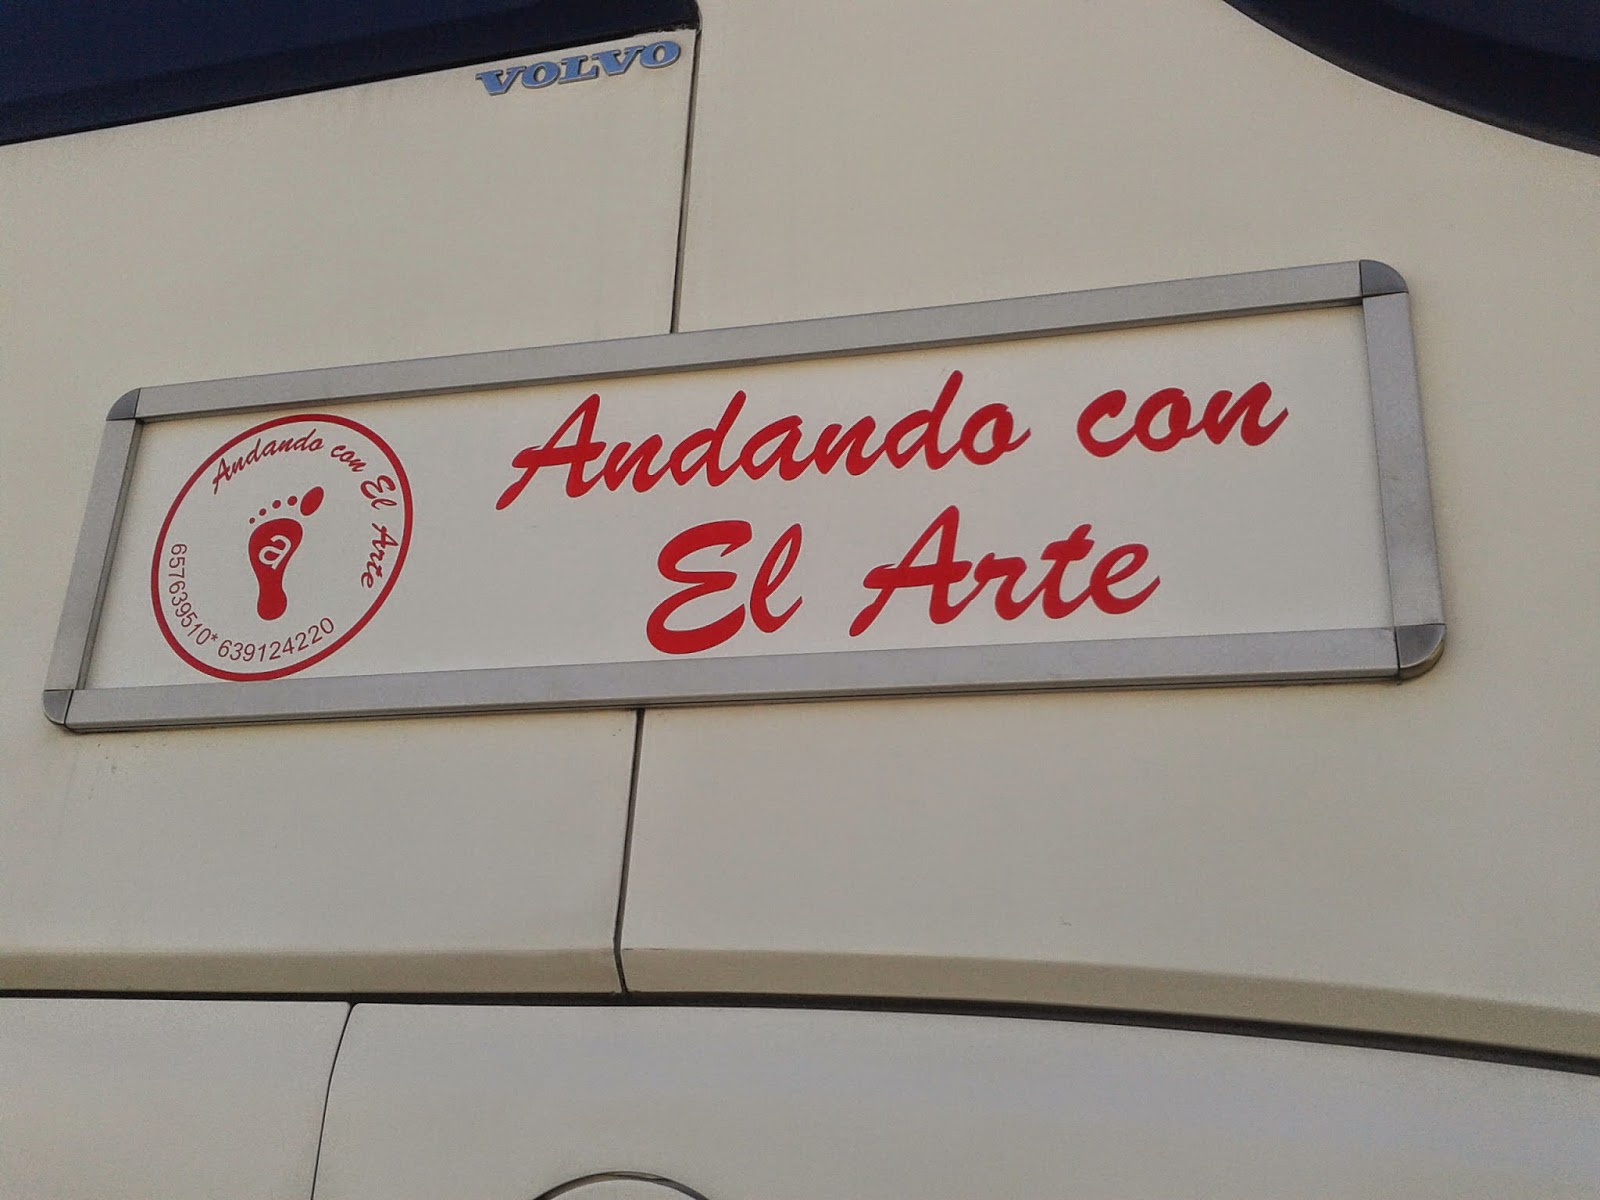 VOLVO
Andando con El Arte
a
657639510*639124220
Andando con
El Arte